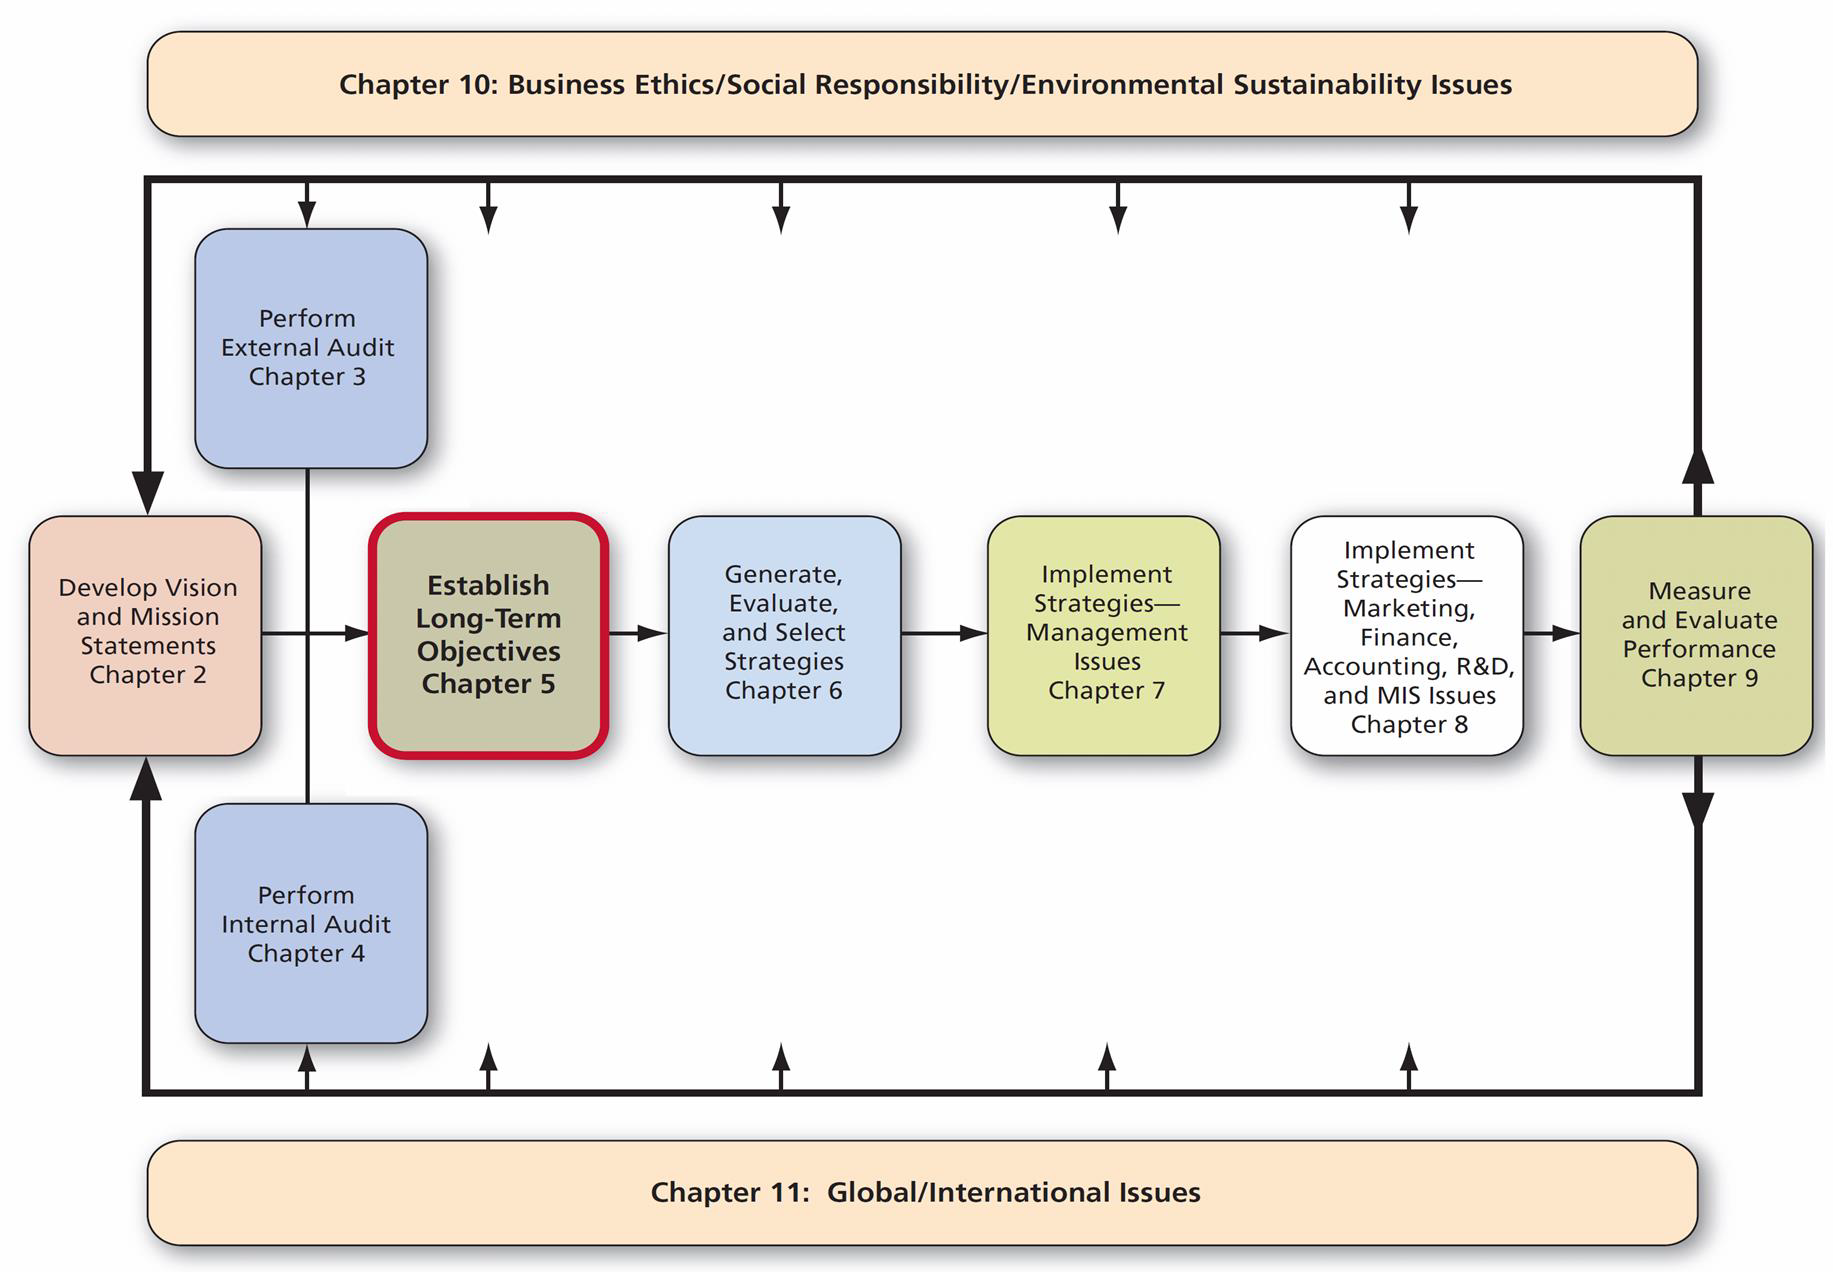 Chapter 10: Business Ethics/Social Responsibility/Environmental Sustainability Issues
Perform
External Audit
Chapter 3
Develop Vision
and Mission
Statements
Chapter 2
Establish
Long-Term
Objectives
Chapter 5
Generate,
Evaluate,
and Select
Strategies
Chapter 6
Implement
Strategies—
Management
Issues
Chapter 7
Implement
Strategies—
Marketing,
Finance,
Accounting, R&D,
and MIS Issues
Chapter 8
Measure
and Evaluate
Performance
Chapter 9
Perform
Internal Audit
Chapter 4
Chapter 11: Global/International Issues